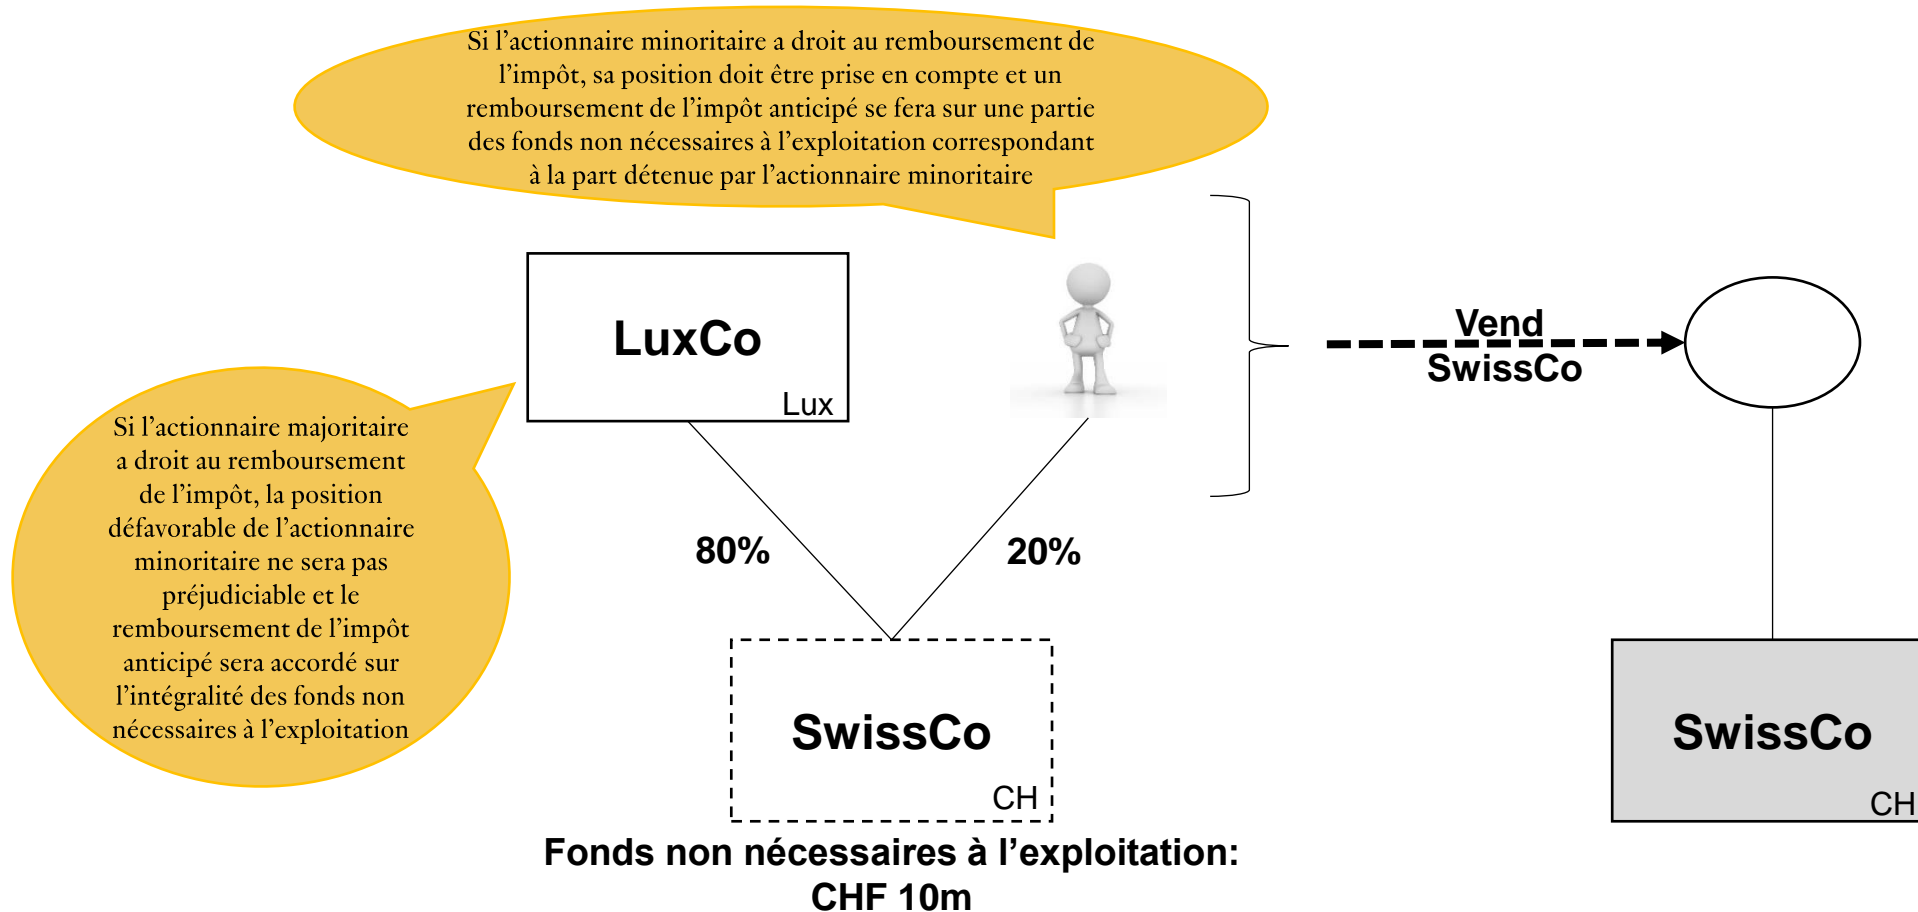 Si l’actionnaire minoritaire a droit au remboursement de
l’impôt, sa position doit être prise en compte et un
remboursement de l’impôt anticipé se fera sur une partie
des fonds non nécessaires à l’exploitation correspondant
à la part détenue par l’actionnaire minoritaire
LuxCo
Lux
Vend
SwissCo
Si l’actionnaire majoritaire
a droit au remboursement
de l’impôt, la position
défavorable de l’actionnaire
minoritaire ne sera pas
préjudiciable et le
remboursement de l’impôt
anticipé sera accordé sur
l’intégralité des fonds non
nécessaires à l’exploitation
80%
20%
SwissCo
CH
SwissCo
CH
Fonds non nécessaires à l’exploitation:
CHF 10m